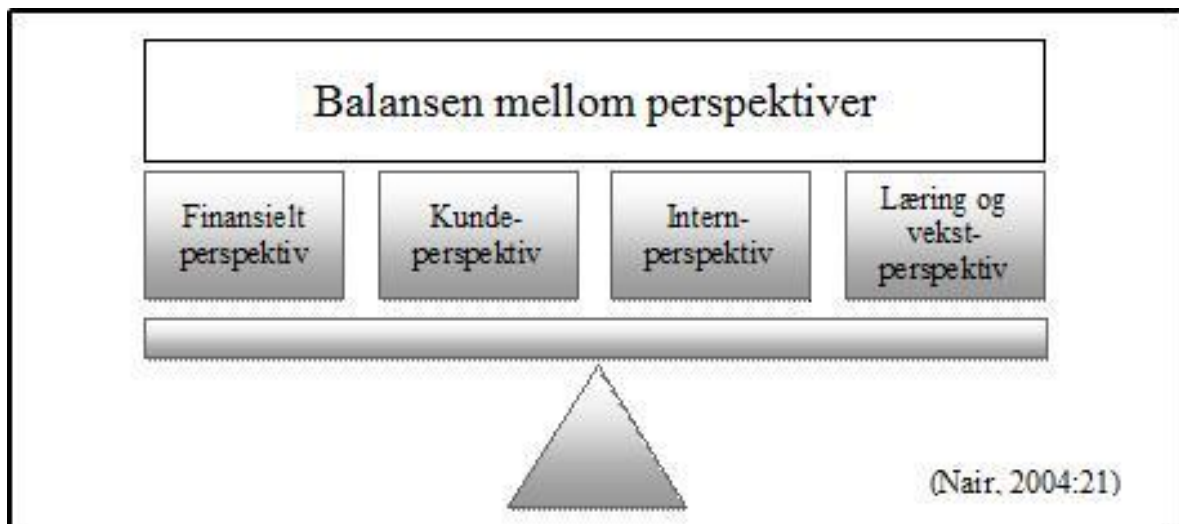 Balansen mellom perspektiver
Finansielt
perspektiv
Kunde-
perspektiv
Intern-
perspektiv
Læring og
vekst-
perspektiv
(Nair, 2004:21)